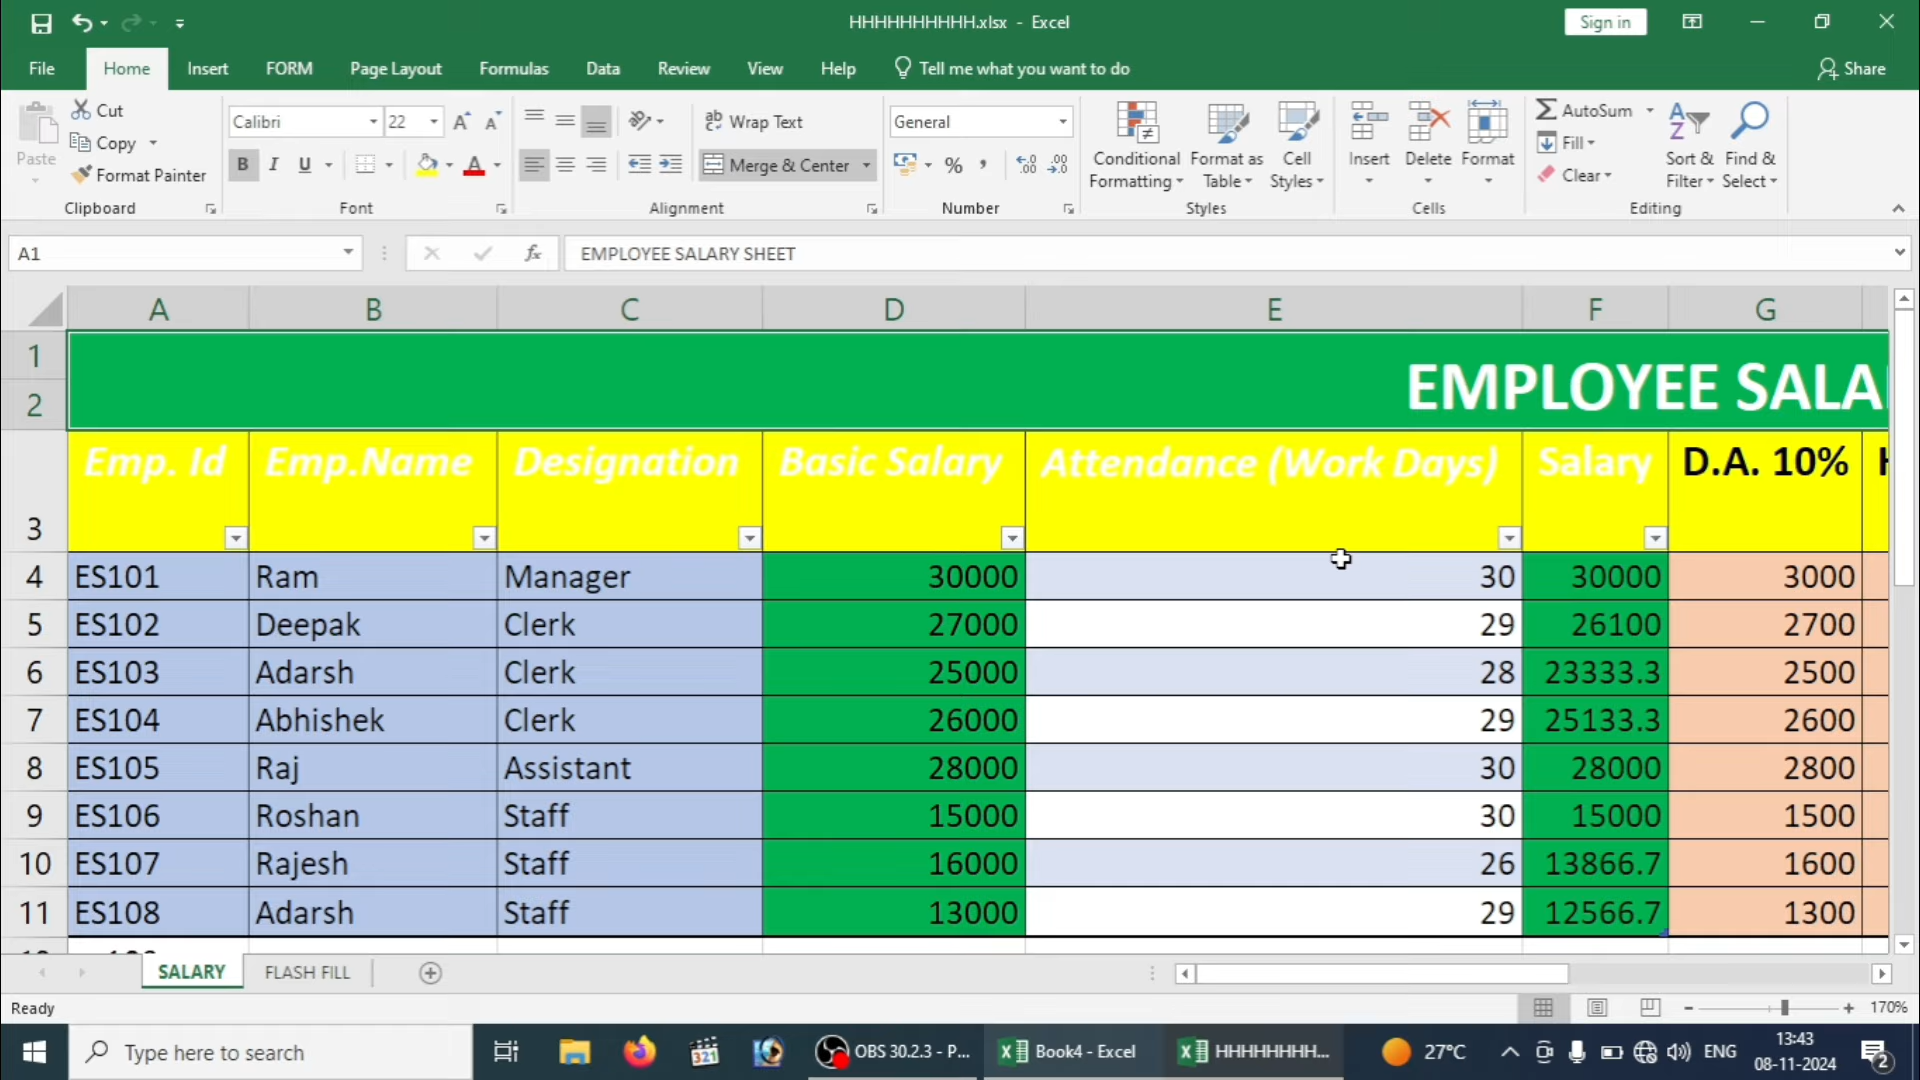 HHHHHHHHHH.xlsx - Excel
Sign in
File Home Insert FORM Page Layout Formulas Data Review View Help Tell me what you want to do Share
Paste
Cut
Copy
Format Painter
Clipboard
Calibri 22
B I U
Font
Wrap Text
Merge & Center
Alignment
General
Number
Conditional Formatting
Format as Table
Cell Styles
Styles
Insert Delete Format
Cells
AutoSum
Fill
Clear
Sort & Filter
Find & Select
Editing
A1 fx EMPLOYEE SALARY SHEET
A B C D E F G
1
2 EMPLOYEE SALA
3 Emp. Id Emp.Name Designation Basic Salary Attendance (Work Days) Salary D.A. 10%
4 ES101 Ram Manager 30000 30 30000 3000
5 ES102 Deepak Clerk 27000 29 26100 2700
6 ES103 Adarsh Clerk 25000 28 23333.3 2500
7 ES104 Abhishek Clerk 26000 29 25133.3 2600
8 ES105 Raj Assistant 28000 30 28000 2800
9 ES106 Roshan Staff 15000 30 15000 1500
10 ES107 Rajesh Staff 16000 26 13866.7 1600
11 ES108 Adarsh Staff 13000 29 12566.7 1300
SALARY FLASH FILL
Ready 170%
Type here to search
OBS 30.2.3 - P...
Book4 - Excel
HHHHHHHH...
27°C
ENG
13:43
08-11-2024
2